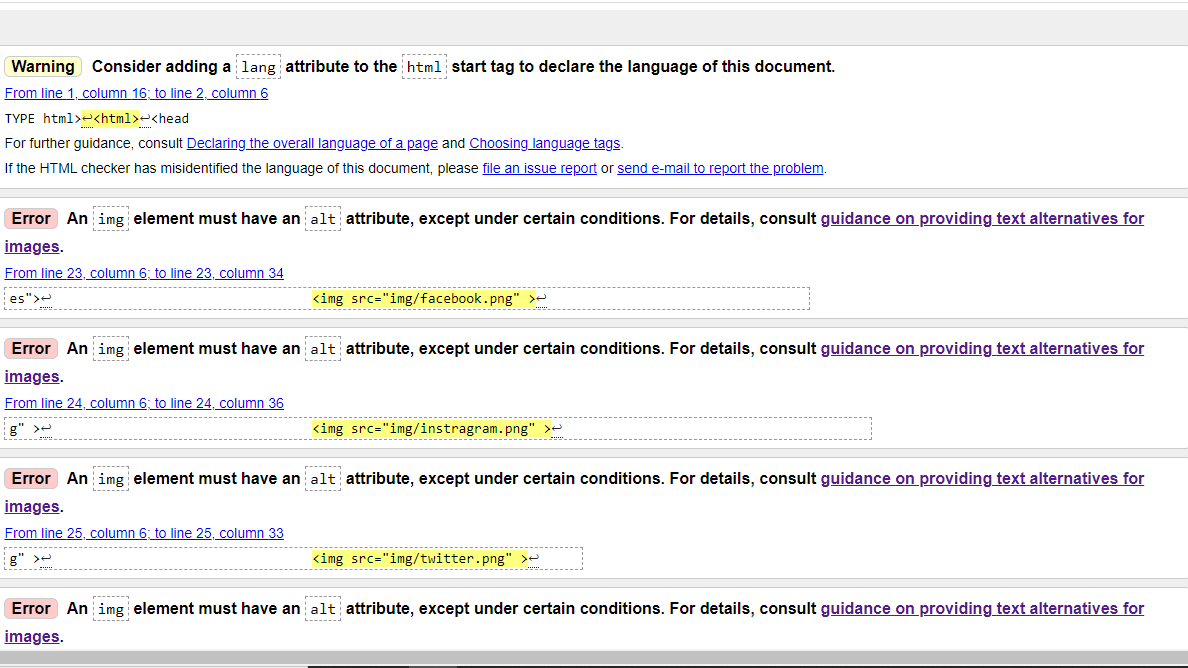 Warning Consider adding a lang attribute to the html start tag to declare the language of this document.
From line 1, column 16; to line 2, column 6
TYPE html>↩<html>↩<head
For further guidance, consult Declaring the overall language of a page and Choosing language tags.
If the HTML checker has misidentified the language of this document, please file an issue report or send e-mail to report the problem.
Error An img element must have an alt attribute, except under certain conditions. For details, consult guidance on providing text alternatives for
images.
From line 23, column 6; to line 23, column 34
es">↩ <img src="img/facebook.png" >↩
Error An img element must have an alt attribute, except under certain conditions. For details, consult guidance on providing text alternatives for
images.
From line 24, column 6; to line 24, column 36
g" >↩ <img src="img/instragram.png" >↩
Error An img element must have an alt attribute, except under certain conditions. For details, consult guidance on providing text alternatives for
images.
From line 25, column 6; to line 25, column 33
g" >↩ <img src="img/twitter.png" >↩
Error An img element must have an alt attribute, except under certain conditions. For details, consult guidance on providing text alternatives for
images.